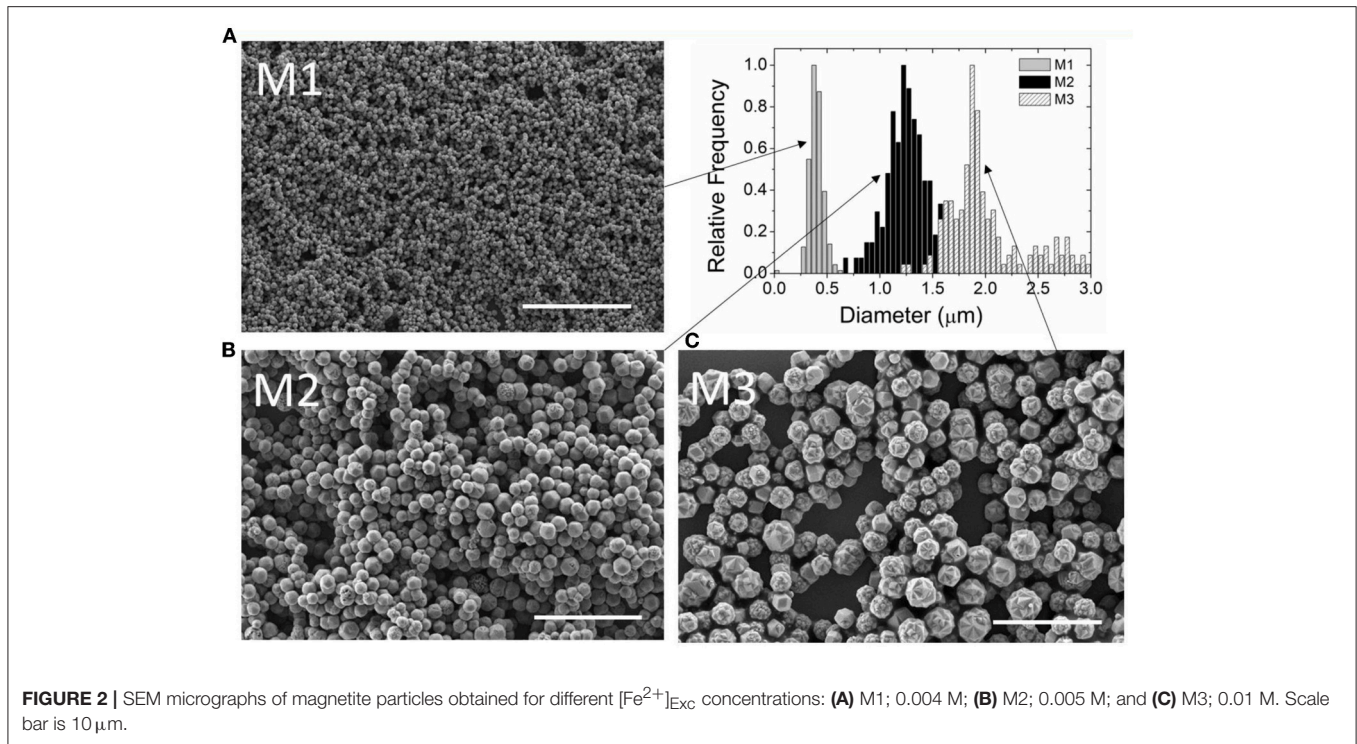 A
M1
1.0
0.8
0.6
0.4
0.2
0.0
Relative Frequency
M1
M2
M3
0.0 0.5 1.0 1.5 2.0 2.5 3.0
Diameter (μm)
B
M2
C
M3
FIGURE 2 | SEM micrographs of magnetite particles obtained for different [Fe²⁺]Exc concentrations: (A) M1; 0.004 M; (B) M2; 0.005 M; and (C) M3; 0.01 M. Scale
bar is 10 μm.